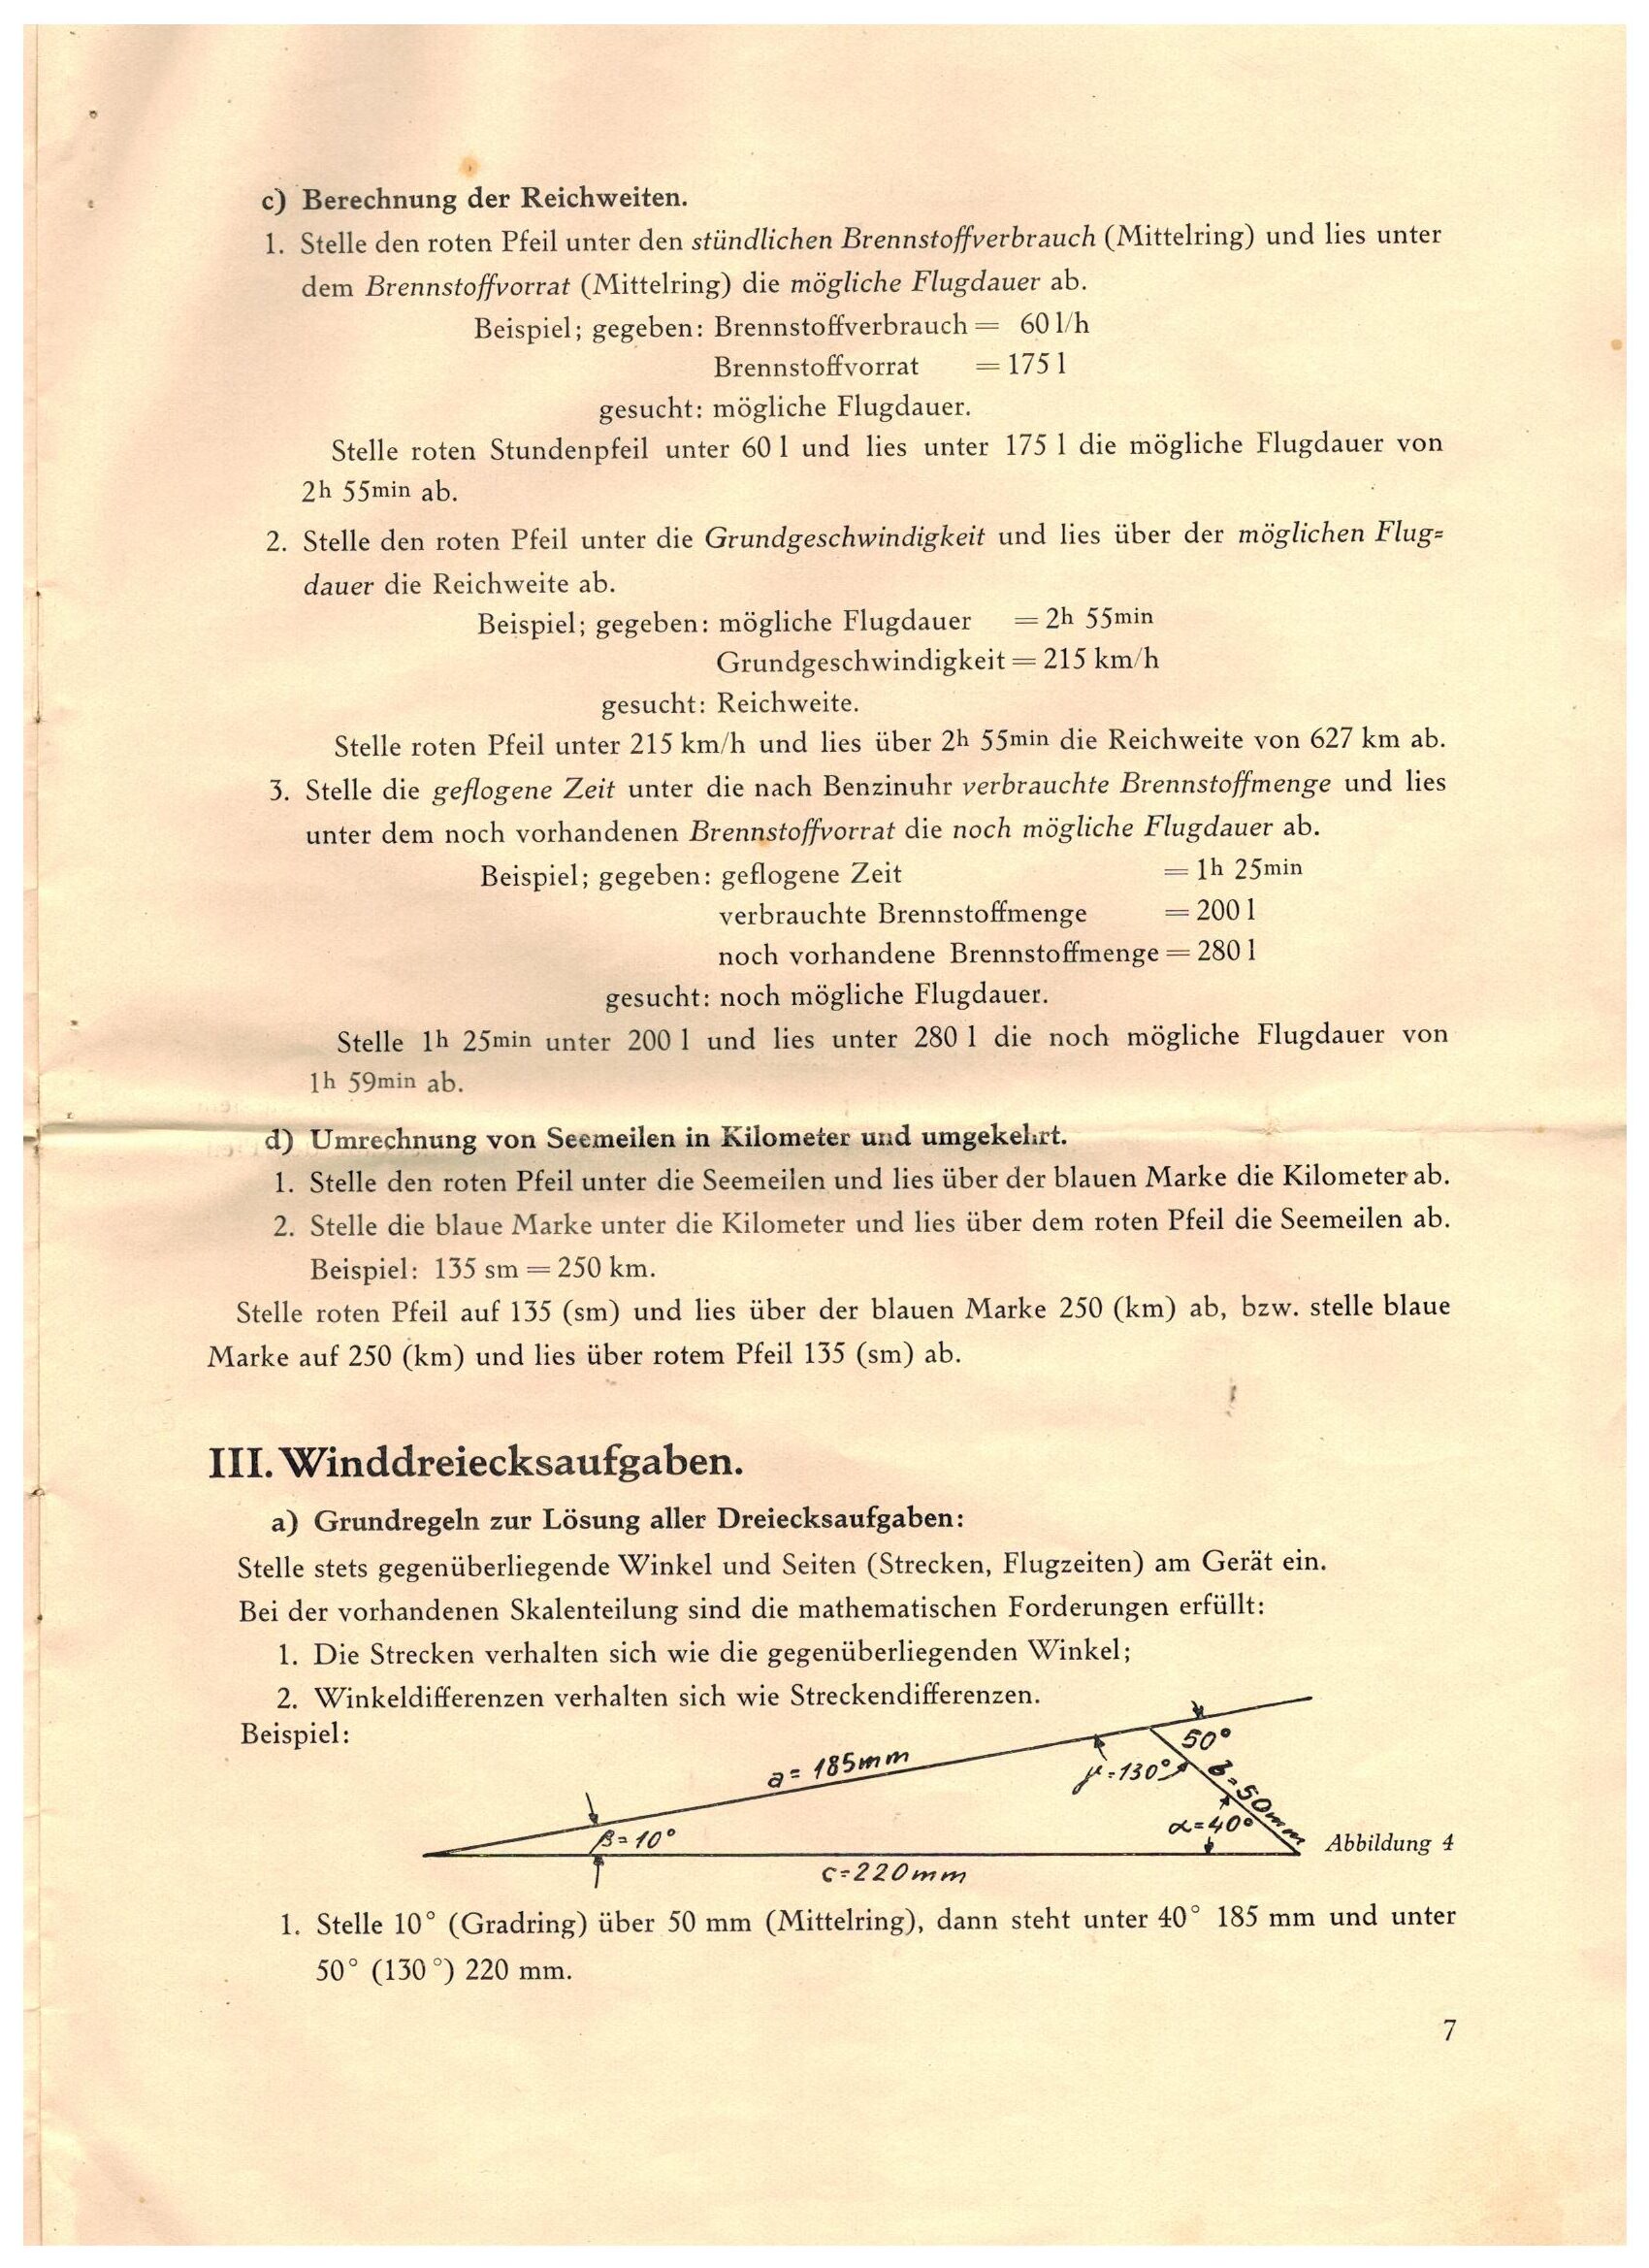 c) Berechnung der Reichweiten.
1. Stelle den roten Pfeil unter den stündlichen Brennstoffverbrauch (Mittelring) und lies unter
dem Brennstoffvorrat (Mittelring) die mögliche Flugdauer ab.
Beispiel; gegeben: Brennstoffverbrauch = 60 l/h
Brennstoffvorrat = 175 l
gesucht: mögliche Flugdauer.
Stelle roten Stundenpfeil unter 60 l und lies unter 175 l die mögliche Flugdauer von
2h 55min ab.
2. Stelle den roten Pfeil unter die Grundgeschwindigkeit und lies über der möglichen Flug=
dauer die Reichweite ab.
Beispiel; gegeben: mögliche Flugdauer = 2h 55min
Grundgeschwindigkeit = 215 km/h
gesucht: Reichweite.
Stelle roten Pfeil unter 215 km/h und lies über 2h 55min die Reichweite von 627 km ab.
3. Stelle die geflogene Zeit unter die nach Benzinuhr verbrauchte Brennstoffmenge und lies
unter dem noch vorhandenen Brennstoffvorrat die noch mögliche Flugdauer ab.
Beispiel; gegeben: geflogene Zeit = 1h 25min
verbrauchte Brennstoffmenge = 200 l
noch vorhandene Brennstoffmenge = 280 l
gesucht: noch mögliche Flugdauer.
Stelle 1h 25min unter 200 l und lies unter 280 l die noch mögliche Flugdauer von
1h 59min ab.
d) Umrechnung von Seemeilen in Kilometer und umgekehrt.
1. Stelle den roten Pfeil unter die Seemeilen und lies über der blauen Marke die Kilometer ab.
2. Stelle die blaue Marke unter die Kilometer und lies über dem roten Pfeil die Seemeilen ab.
Beispiel: 135 sm = 250 km.
Stelle roten Pfeil auf 135 (sm) und lies über der blauen Marke 250 (km) ab, bzw. stelle blaue
Marke auf 250 (km) und lies über rotem Pfeil 135 (sm) ab.
III. Winddreiecksaufgaben.
a) Grundregeln zur Lösung aller Dreiecksaufgaben:
Stelle stets gegenüberliegende Winkel und Seiten (Strecken, Flugzeiten) am Gerät ein.
Bei der vorhandenen Skalenteilung sind die mathematischen Forderungen erfüllt:
1. Die Strecken verhalten sich wie die gegenüberliegenden Winkel;
2. Winkeldifferenzen verhalten sich wie Streckendifferenzen.
Beispiel:
50°
a = 185mm
γ = 130°
b = 50mm
α = 40°
β = 10°
Abbildung 4
c = 220mm
1. Stelle 10° (Gradring) über 50 mm (Mittelring), dann steht unter 40° 185 mm und unter
50° (130°) 220 mm.
7